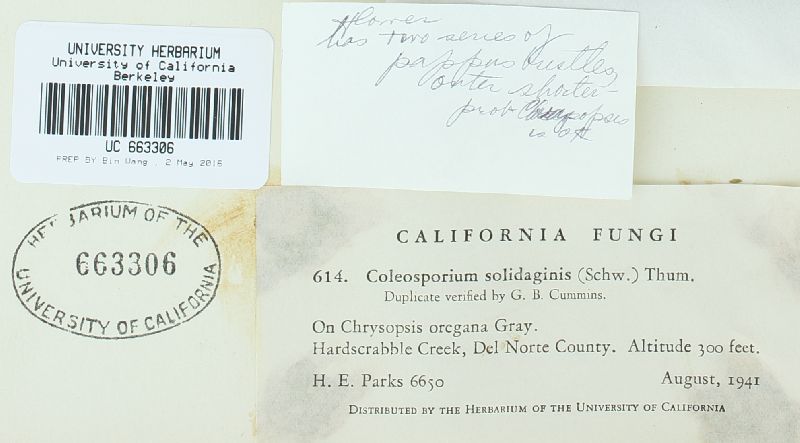 UNIVERSITY HERBARIUM
University of California
Berkeley
UC 663306
PREP BY Bin Wang , 2 May 2016
Flower
has two series of
pappus bustles,
outer shorter-
prob Chrysopsis
is OK
HERBARIUM OF THE
663306
UNIVERSITY OF CALIFORNIA
CALIFORNIA FUNGI
614. Coleosporium solidaginis (Schw.) Thum.
Duplicate verified by G. B. Cummins.
On Chrysopsis oregana Gray.
Hardscrabble Creek, Del Norte County. Altitude 300 feet.
H. E. Parks 6650 August, 1941
DISTRIBUTED BY THE HERBARIUM OF THE UNIVERSITY OF CALIFORNIA